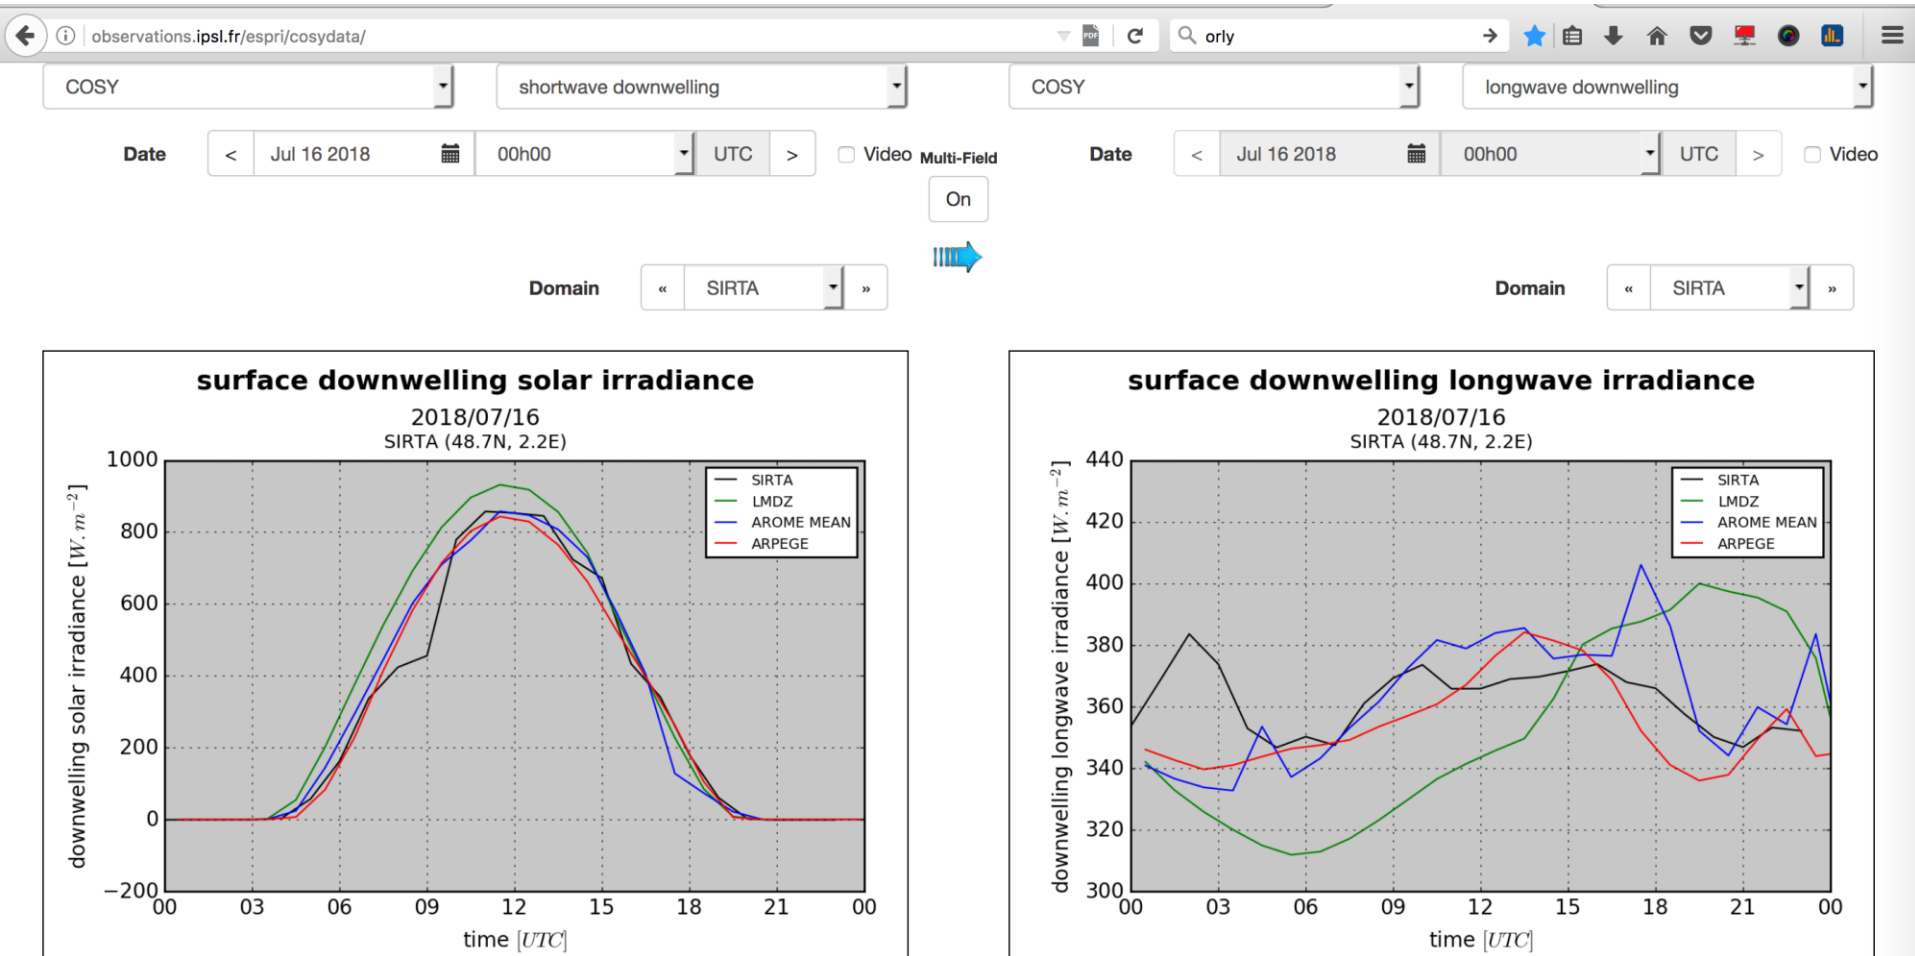 observations.ipsl.fr/espri/cosydata/ PDF orly
COSY shortwave downwelling COSY longwave downwelling
Date < Jul 16 2018 00h00 UTC > Video Multi-Field Date < Jul 16 2018 00h00 UTC > Video
On
Domain « SIRTA » Domain « SIRTA »
surface downwelling solar irradiance
2018/07/16
SIRTA (48.7N, 2.2E)
downwelling solar irradiance [W.m⁻²]
1000
800
600
400
200
0
−200
SIRTA
LMDZ
AROME MEAN
ARPEGE
00 03 06 09 12 15 18 21 00
time [UTC]
surface downwelling longwave irradiance
2018/07/16
SIRTA (48.7N, 2.2E)
downwelling longwave irradiance [W.m⁻²]
440
420
400
380
360
340
320
300
SIRTA
LMDZ
AROME MEAN
ARPEGE
00 03 06 09 12 15 18 21 00
time [UTC]